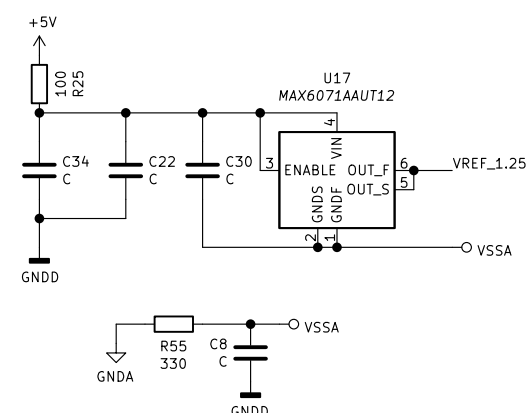 +5V
100
R25
U17
MAX6071AAUT12
4
VIN
C34
C
C22
C
C30
C
3
ENABLE
OUT_F
6
VREF_1.25
OUT_S
5
GNDS
GNDF
2
1
VSSA
GNDD
VSSA
R55
330
C8
C
GNDA
GNDD